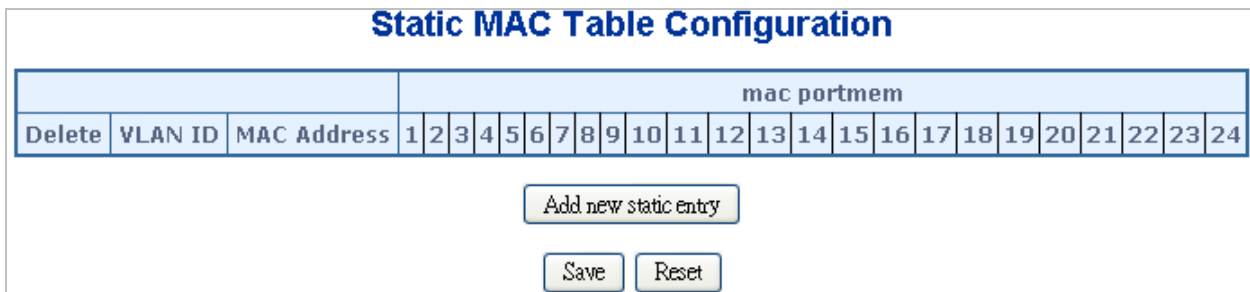 Static MAC Table Configuration
mac portmem
Delete VLAN ID MAC Address 1 2 3 4 5 6 7 8 9 10 11 12 13 14 15 16 17 18 19 20 21 22 23 24
Add new static entry
Save Reset